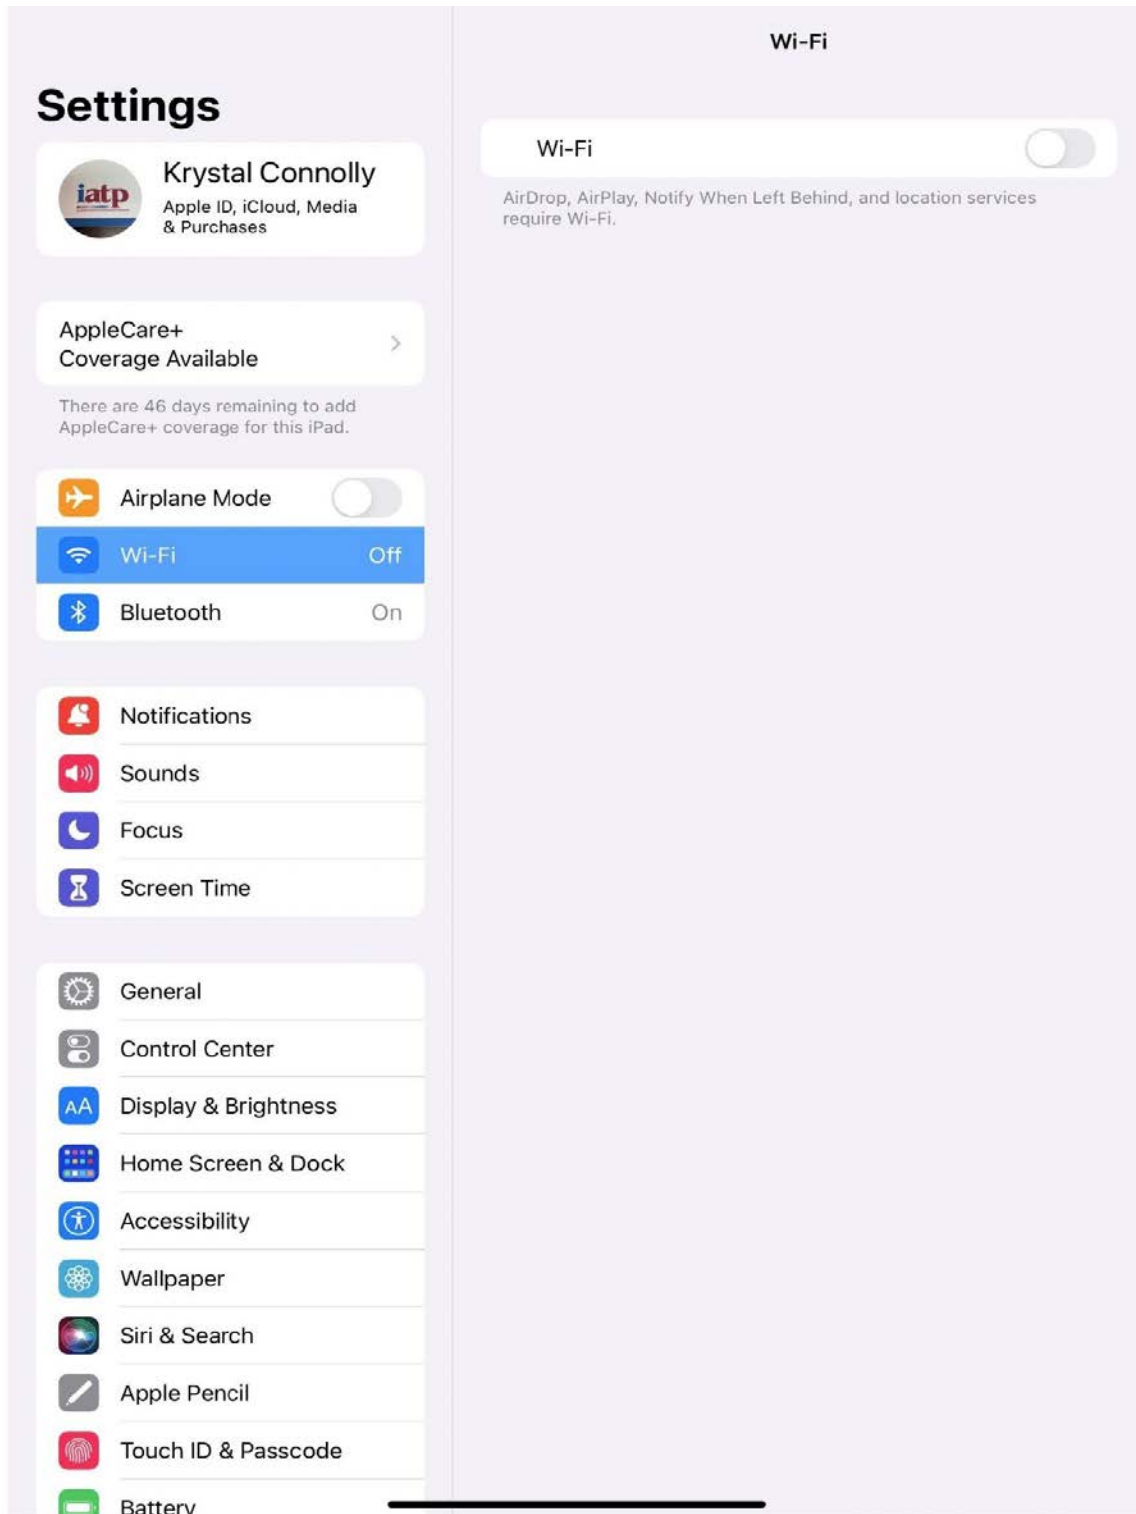 Settings
iatp
Krystal Connolly
Apple ID, iCloud, Media
& Purchases
AppleCare+
Coverage Available
There are 46 days remaining to add
AppleCare+ coverage for this iPad.
Airplane Mode
Wi-Fi Off
Bluetooth On
Notifications
Sounds
Focus
Screen Time
General
Control Center
AA Display & Brightness
Home Screen & Dock
Accessibility
Wallpaper
Siri & Search
Apple Pencil
Touch ID & Passcode
Battery
Wi-Fi
Wi-Fi
AirDrop, AirPlay, Notify When Left Behind, and location services
require Wi-Fi.